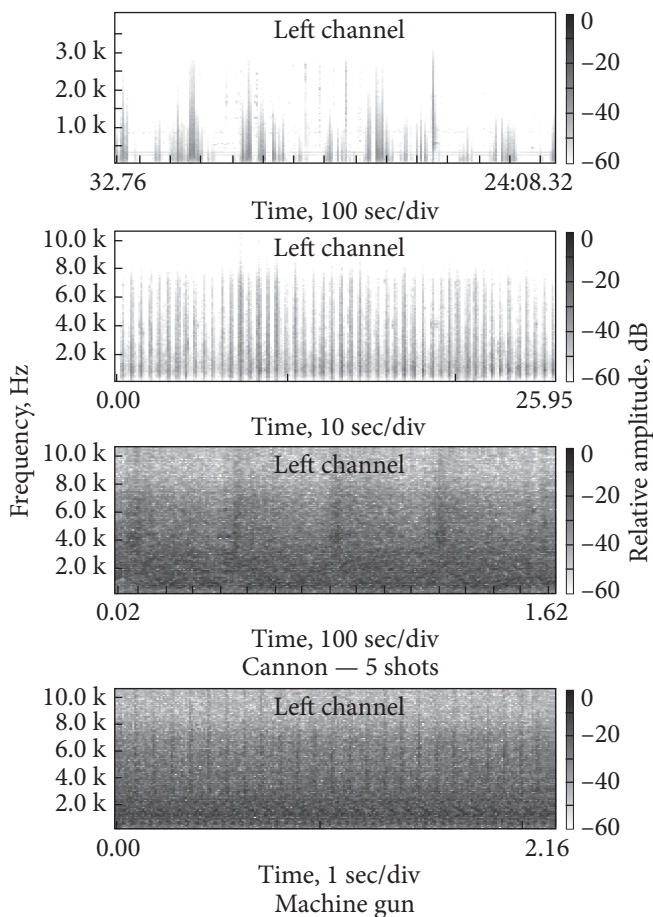 Left channel
3.0 k
2.0 k
1.0 k
0
−20
−40
−60
32.76 24:08.32
Time, 100 sec/div
Left channel
10.0 k
8.0 k
6.0 k
4.0 k
2.0 k
0
−20
−40
−60
0.00 25.95
Time, 10 sec/div
Frequency, Hz
Relative amplitude, dB
Left channel
10.0 k
8.0 k
6.0 k
4.0 k
2.0 k
0
−20
−40
−60
0.02 1.62
Time, 100 sec/div
Cannon — 5 shots
Left channel
10.0 k
8.0 k
6.0 k
4.0 k
2.0 k
0
−20
−40
−60
0.00 2.16
Time, 1 sec/div
Machine gun